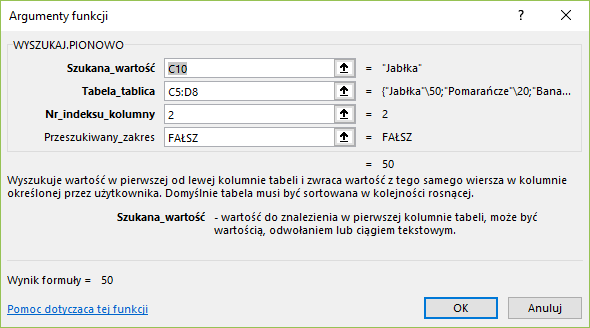 Argumenty funkcji ? ×
WYSZUKAJ.PIONOWO
Szukana_wartość C10 = "Jabłka"
Tabela_tablica C5:D8 = {"Jabłka"\50;"Pomarańcze"\20;"Bana...
Nr_indeksu_kolumny 2 = 2
Przeszukiwany_zakres FAŁSZ = FAŁSZ
= 50
Wyszukuje wartość w pierwszej od lewej kolumnie tabeli i zwraca wartość z tego samego wiersza w kolumnie
określonej przez użytkownika. Domyślnie tabela musi być sortowana w kolejności rosnącej.
Szukana_wartość - wartość do znalezienia w pierwszej kolumnie tabeli, może być
wartością, odwołaniem lub ciągiem tekstowym.
Wynik formuły = 50
Pomoc dotycząca tej funkcji OK Anuluj